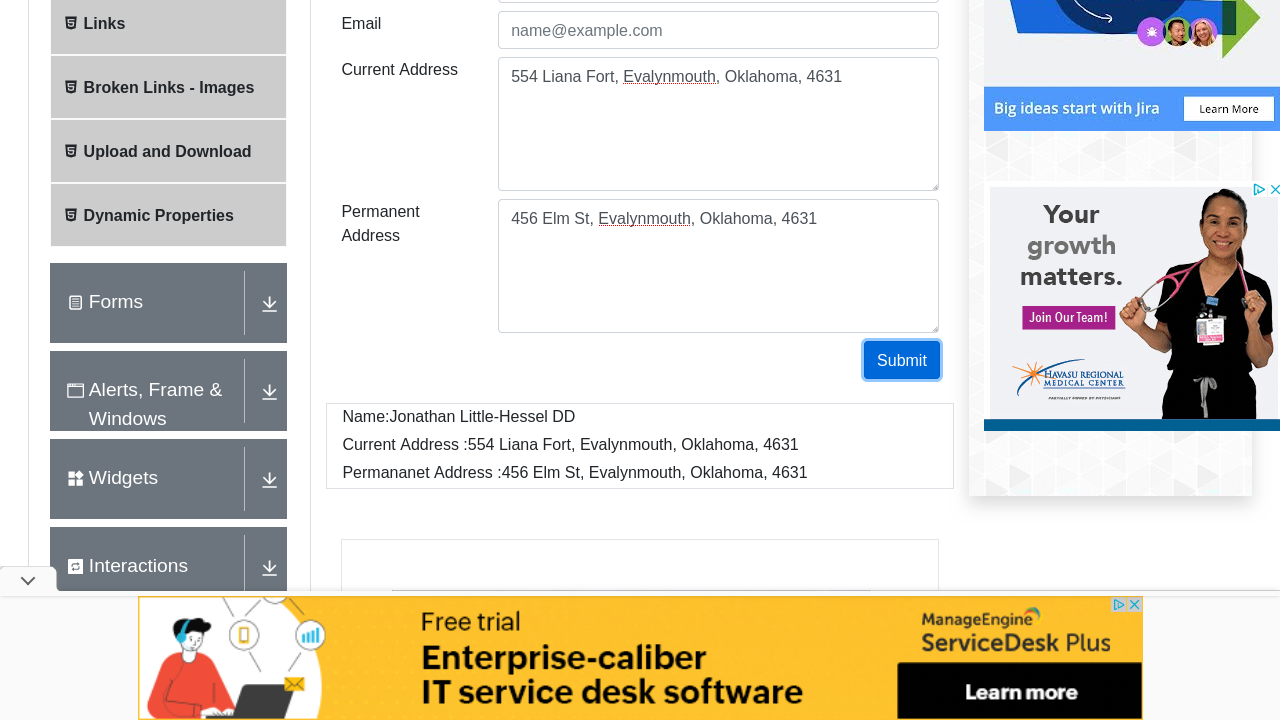 Links
Broken Links - Images
Upload and Download
Dynamic Properties
Forms
Alerts, Frame &
Windows
Widgets
Interactions
Email
name@example.com
Current Address
554 Liana Fort, Evalynmouth, Oklahoma, 4631
Permanent
Address
456 Elm St, Evalynmouth, Oklahoma, 4631
Submit
Name:Jonathan Little-Hessel DD
Current Address :554 Liana Fort, Evalynmouth, Oklahoma, 4631
Permananet Address :456 Elm St, Evalynmouth, Oklahoma, 4631
Big ideas start with Jira
Learn More
Your
growth
matters.
Join Our Team!
HAVASU REGIONAL
MEDICAL CENTER
PARTIALLY OWNED BY PHYSICIANS
Free trial
Enterprise-caliber
IT service desk software
ManageEngine
ServiceDesk Plus
Learn more